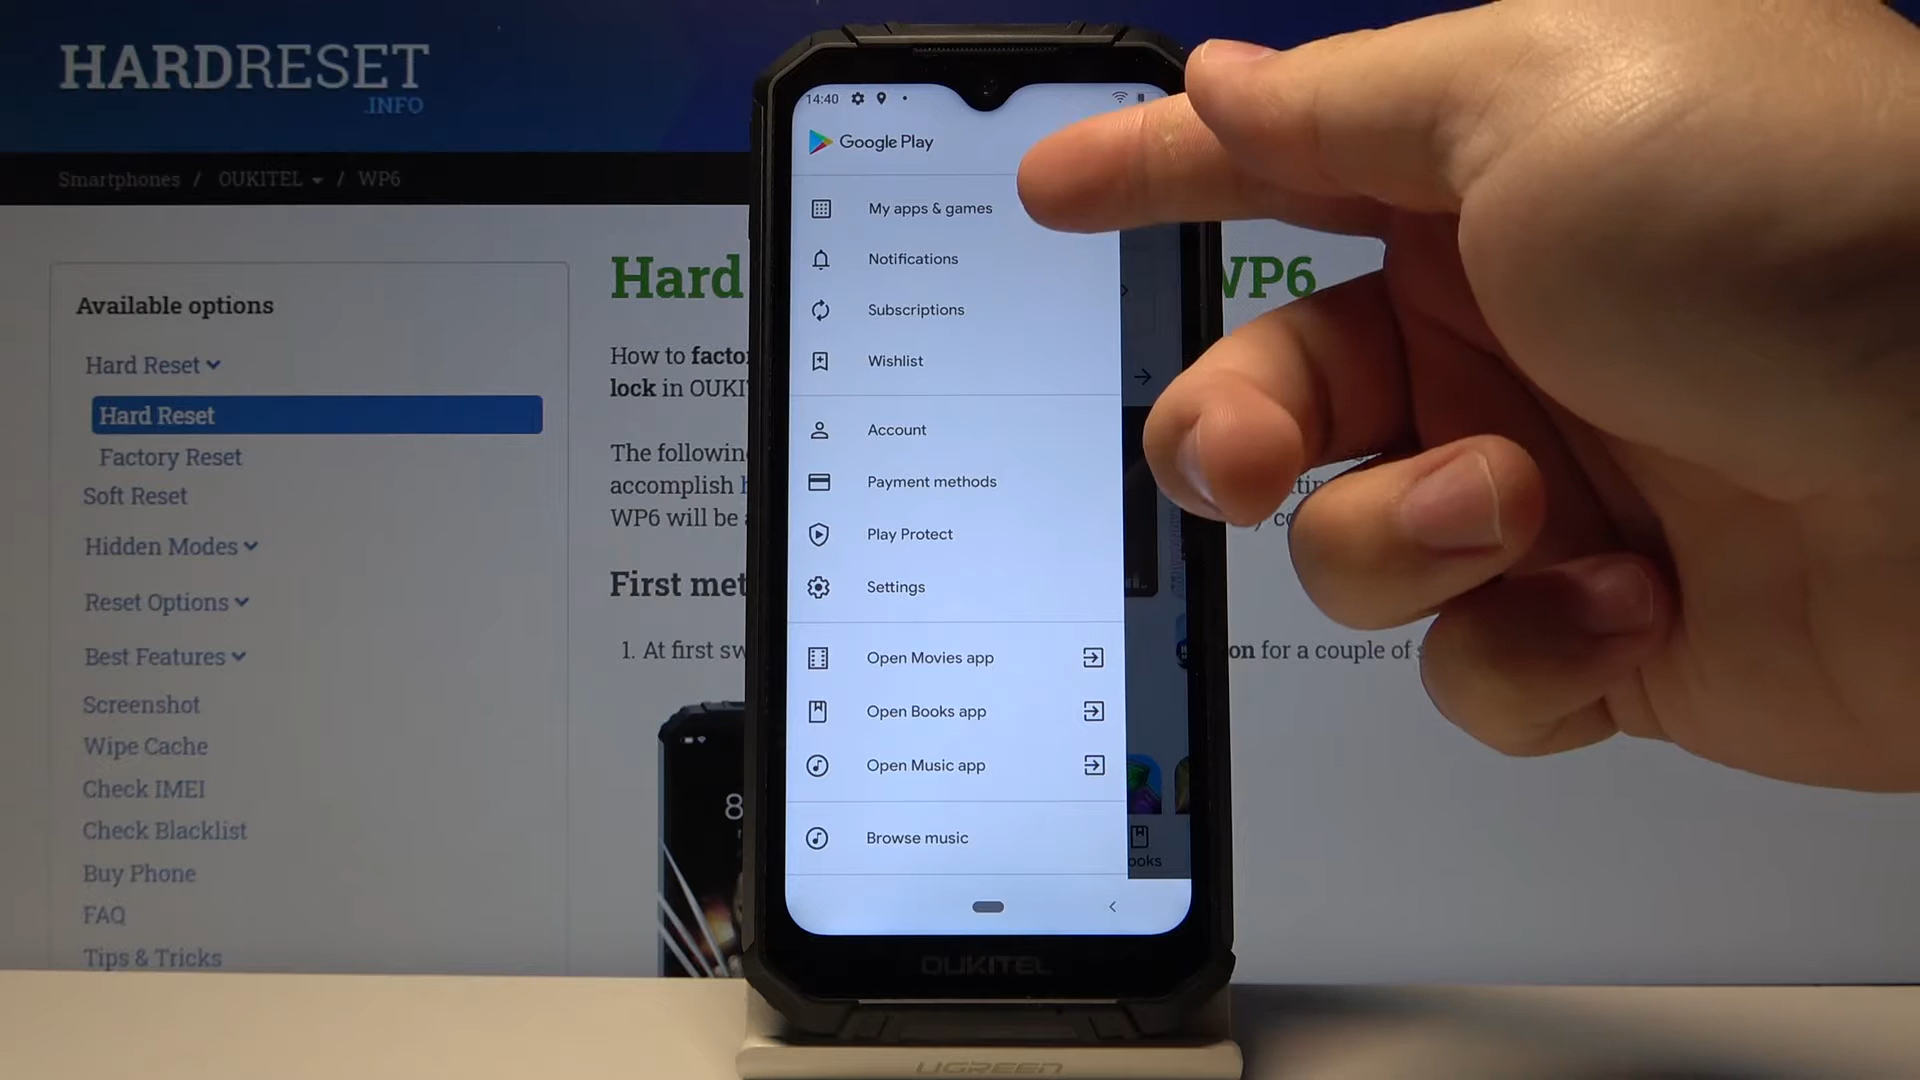 HARDRESET
.INFO
Smartphones / OUKITEL / WP6
Available options
Hard Reset
Hard Reset
Factory Reset
Soft Reset
Hidden Modes
Reset Options
Best Features
Screenshot
Wipe Cache
Check IMEI
Check Blacklist
Buy Phone
FAQ
Tips & Tricks
Hard WP6
How to
lock in
The following
accomplish
WP6 will be
First
1. At first
on for a couple of
14:40
Google Play
My apps & games
Notifications
Subscriptions
Wishlist
Account
Payment methods
Play Protect
Settings
Open Movies app
Open Books app
Open Music app
Browse music
ooks
8
OUKITEL
UGREEN